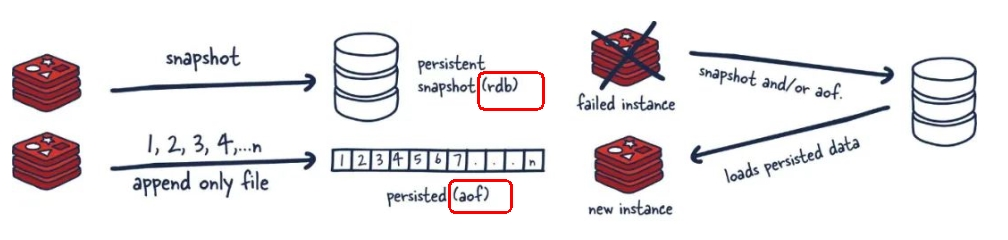 snapshot
persistent
snapshot (rdb)
1, 2, 3, 4,...n
append only file
1 2 3 4 5 6 7 . . . n
persisted (aof)
failed instance
snapshot and/or aof.
loads persisted data
new instance